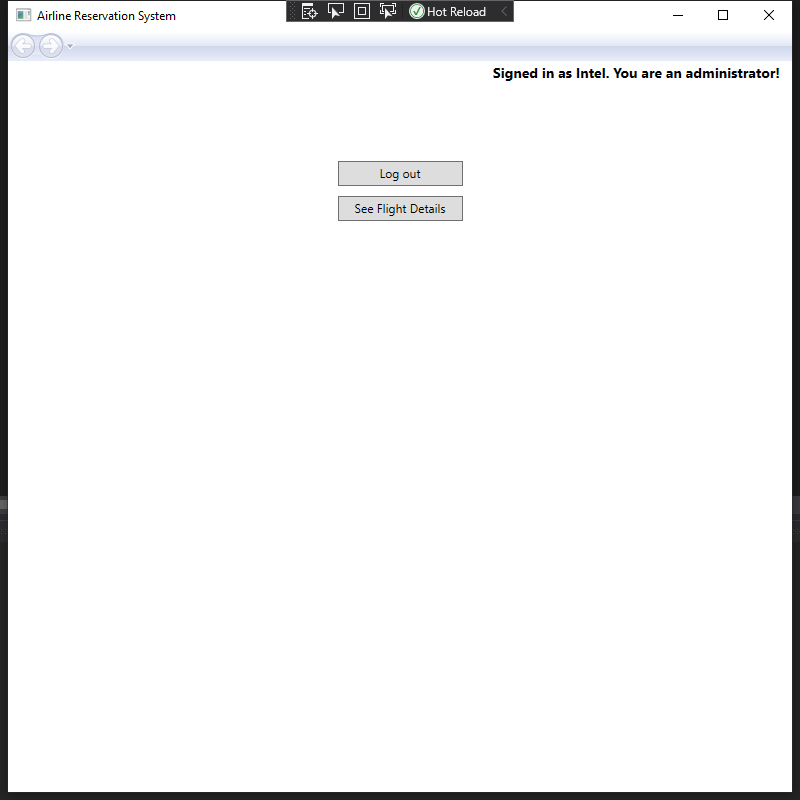 Airline Reservation System
Hot Reload
Signed in as Intel. You are an administrator!
Log out
See Flight Details